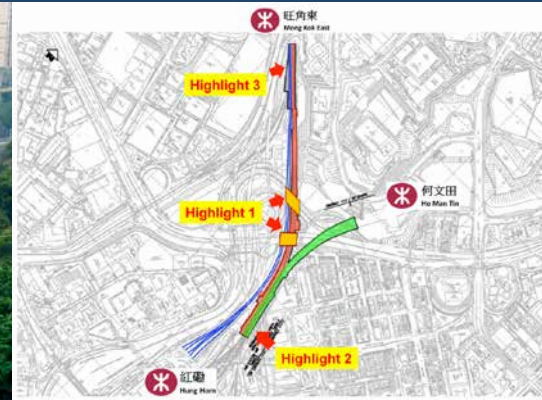 旺角東
Mong Kok East
Highlight 3
何文田
Ho Man Tin
Highlight 1
Highlight 2
紅磡
Hung Hom